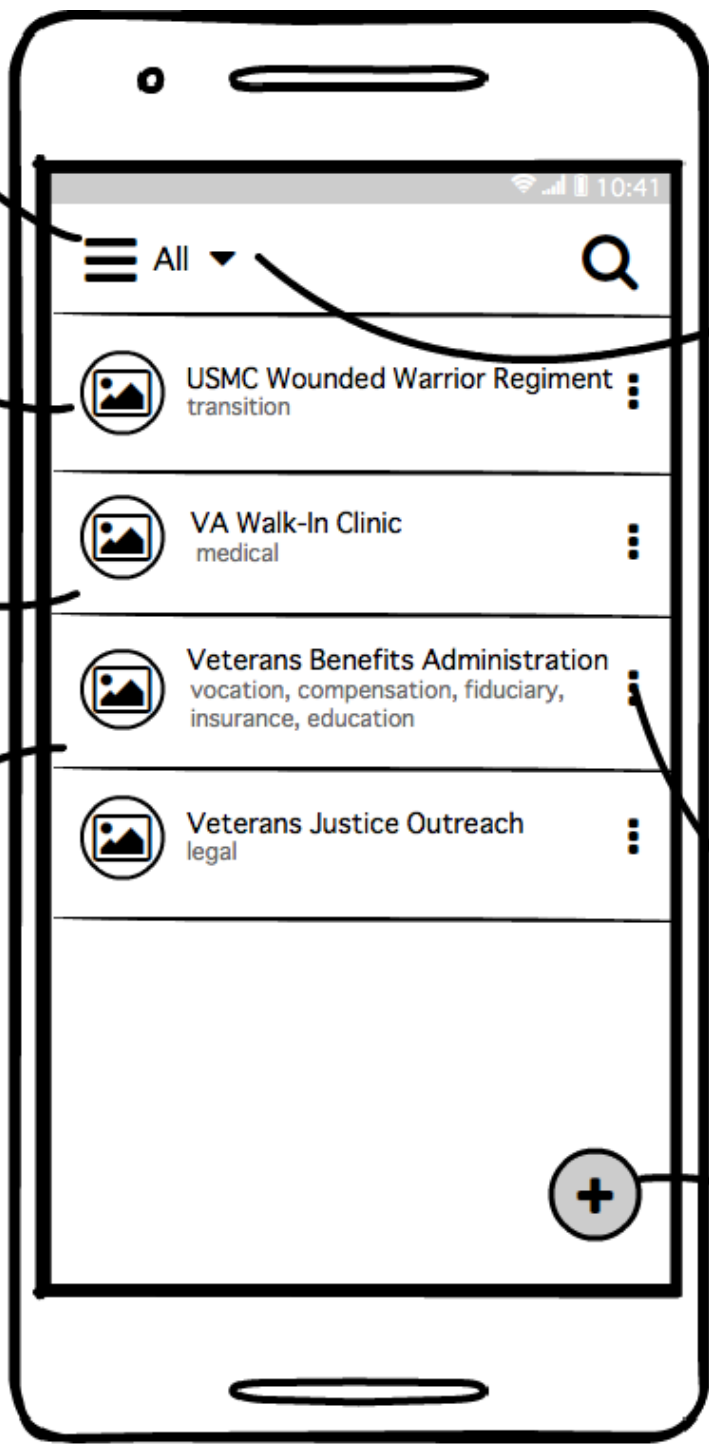 10:41
All
USMC Wounded Warrior Regiment
transition
VA Walk-In Clinic
medical
Veterans Benefits Administration
vocation, compensation, fiduciary,
insurance, education
Veterans Justice Outreach
legal